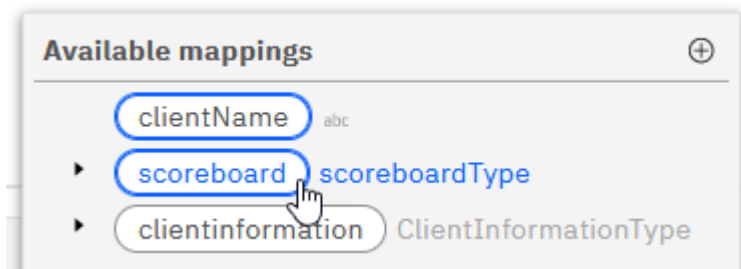 Available mappings
clientName abc
scoreboard scoreboardType
clientinformation ClientInformationType